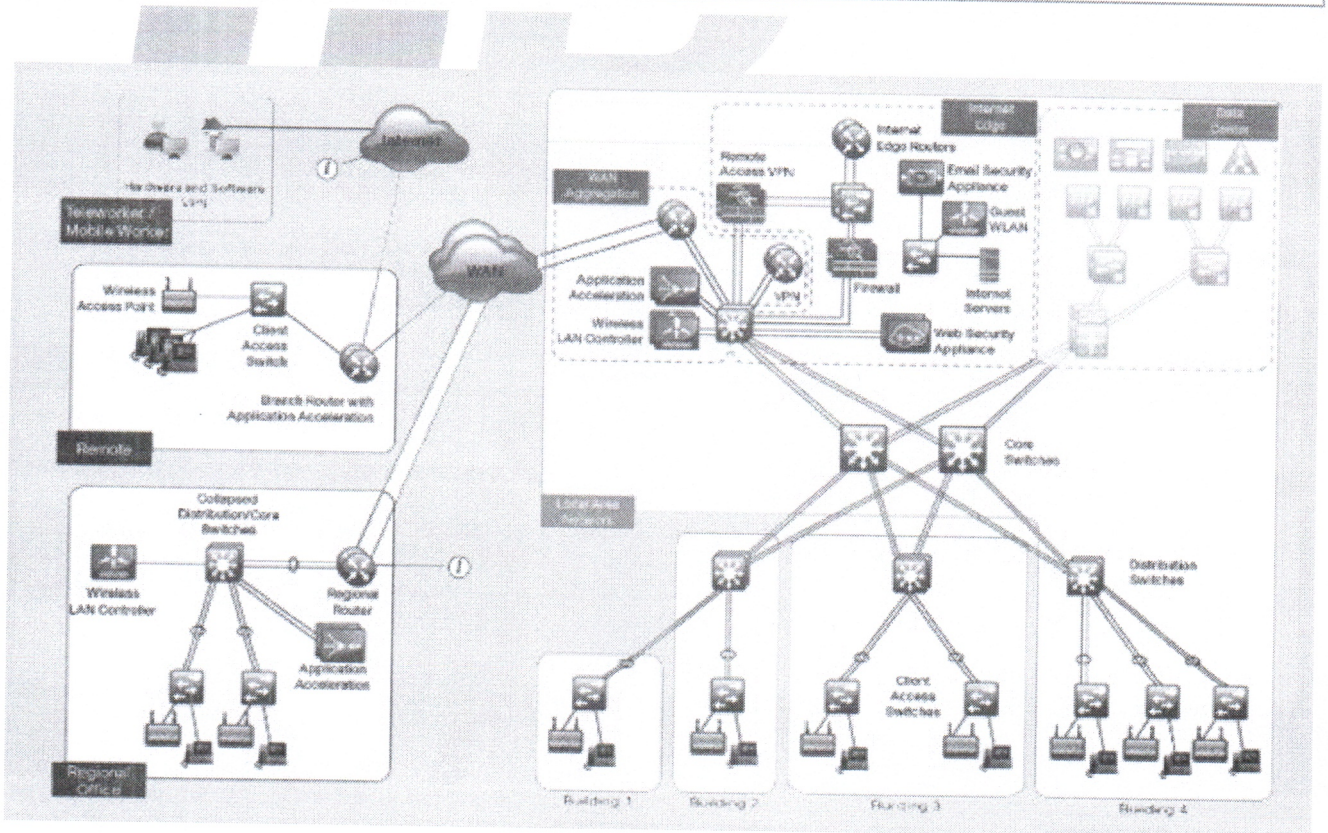 Internet
Hardware and Software
VPN
Teleworker /
Mobile Worker
WAN
Wireless
Access Point
Client
Access
Switch
Branch Router with
Application Acceleration
Remote
Collapsed
Distribution/Core
Switches
Wireless
LAN Controller
Regional
Router
Application
Acceleration
Regional
Office
i
i
Internet
Edge
Internet
Edge Routers
Data
Center
Remote
Access VPN
Email Security
Appliance
WAN
Aggregation
Guest
WLAN
Application
Acceleration
VPN
Firewall
Internet
Servers
Wireless
LAN Controller
Web Security
Appliance
Core
Switches
Local Area
Network
Distribution
Switches
Client
Access
Switches
Building 1
Building 2
Building 3
Building 4